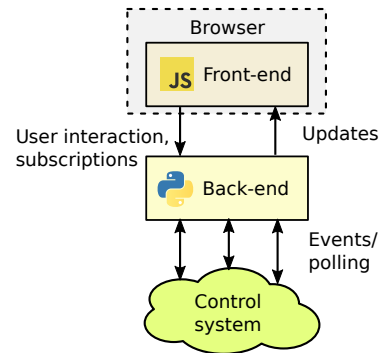 Browser
JS Front-end
User interaction,
subscriptions
Updates
Back-end
Events/
polling
Control
system